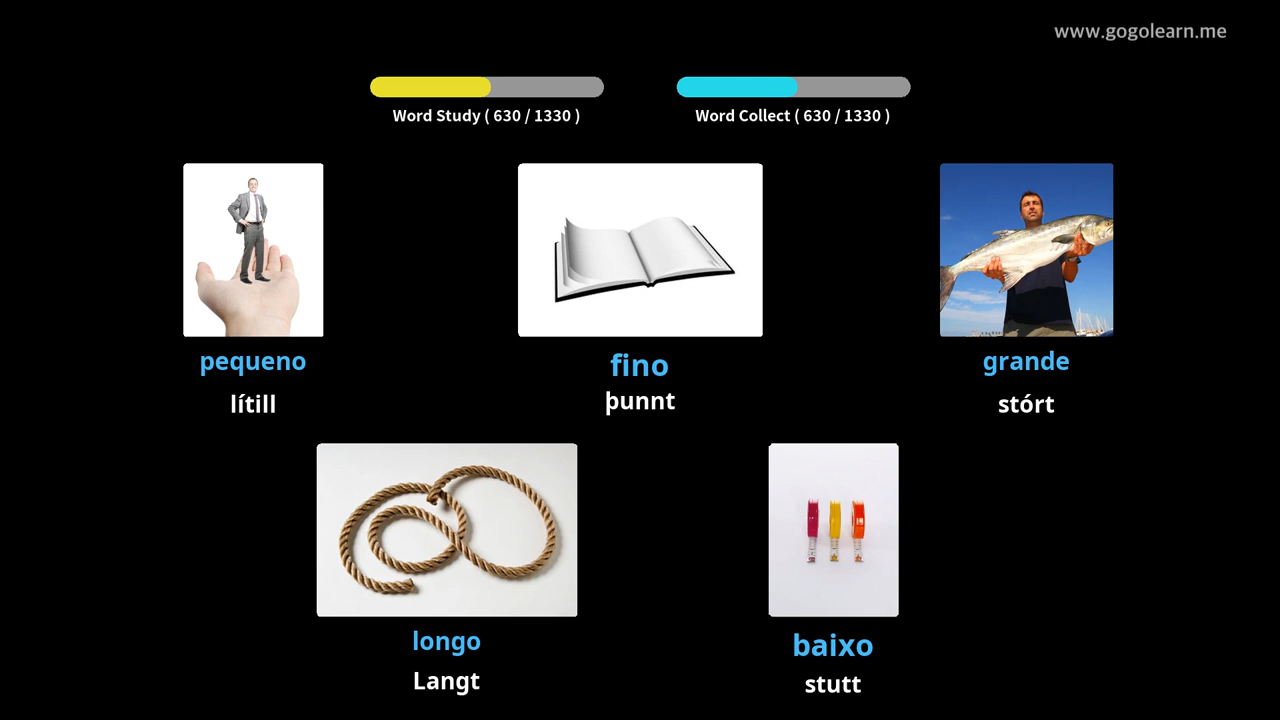 www.gogolearn.me
Word Study ( 630 / 1330 )
Word Collect ( 630 / 1330 )
pequeno
lítill
fino
þunnt
grande
stórt
longo
Langt
baixo
stutt